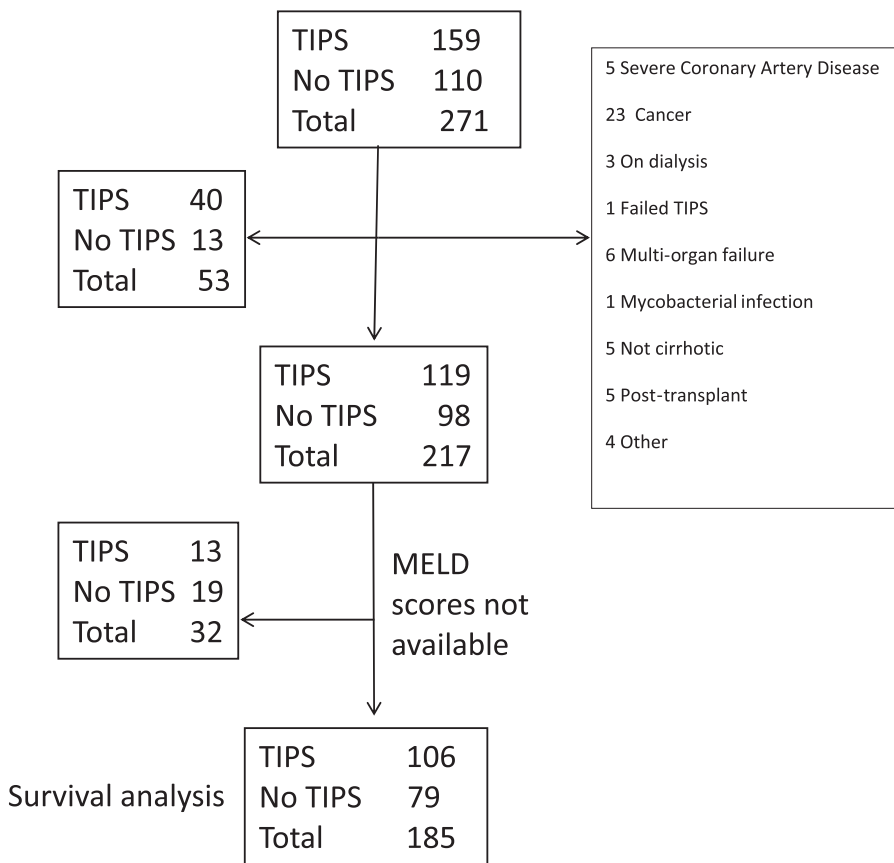 TIPS 159
No TIPS 110
Total 271
5 Severe Coronary Artery Disease
23 Cancer
3 On dialysis
1 Failed TIPS
6 Multi-organ failure
1 Mycobacterial infection
5 Not cirrhotic
5 Post-transplant
4 Other
TIPS 40
No TIPS 13
Total 53
TIPS 119
No TIPS 98
Total 217
MELD
scores not
available
TIPS 13
No TIPS 19
Total 32
Survival analysis
TIPS 106
No TIPS 79
Total 185